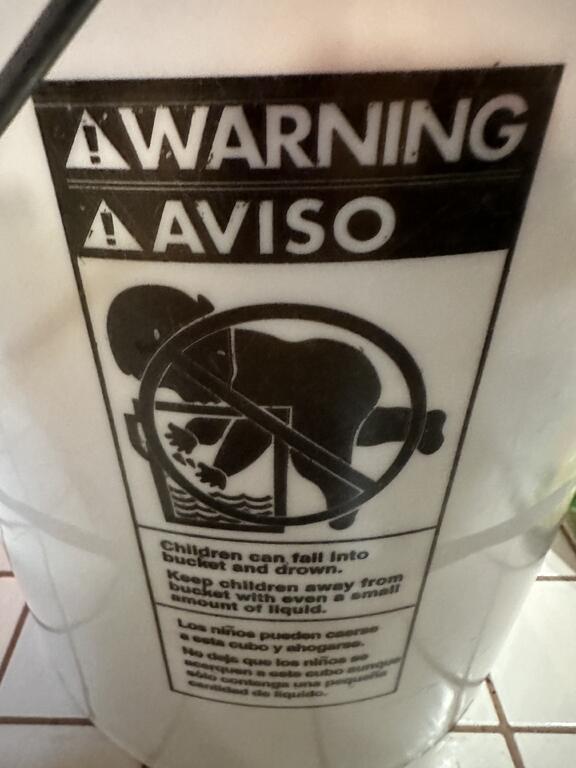 WARNING
AVISO
Children can fall into
bucket and drown.
Keep children away from
bucket with even a small
amount of liquid.
Los niños pueden caerse
a esta cubo y ahogarse.
No deje que los niños se
acerquen a este cubo aunque
sólo contenga una pequeña
cantidad de líquido.